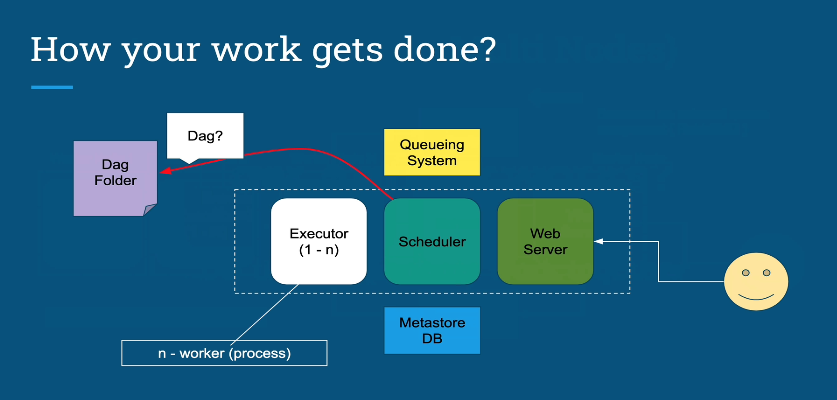 How your work gets done?
Dag?
Queueing
System
Dag
Folder
Executor
(1 - n)
Scheduler
Web
Server
Metastore
DB
n - worker (process)